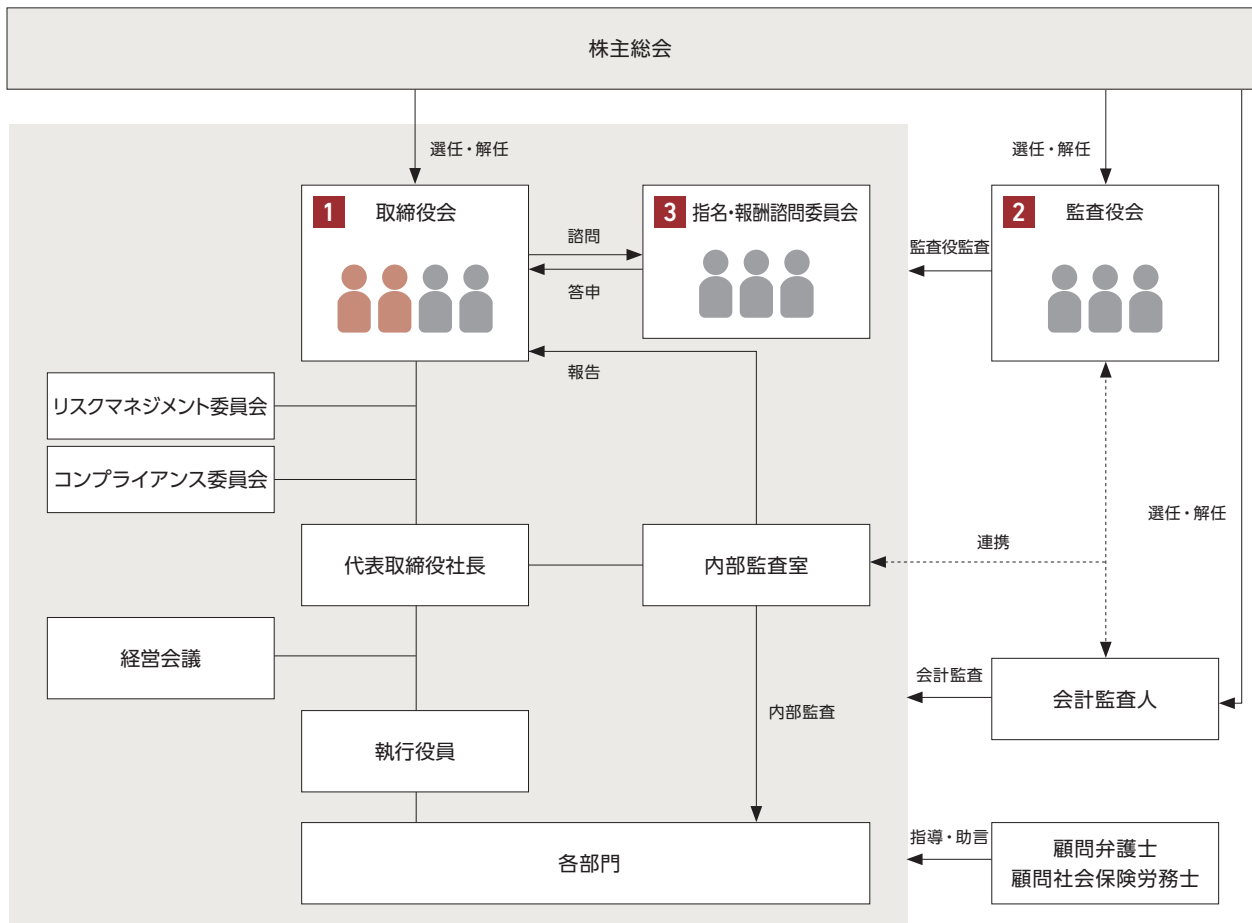 株主総会
選任・解任
選任・解任
1 取締役会
諮問
答申
3 指名・報酬諮問委員会
監査役監査
2 監査役会
報告
リスクマネジメント委員会
コンプライアンス委員会
代表取締役社長
内部監査室
連携
選任・解任
経営会議
内部監査
会計監査
会計監査人
執行役員
各部門
指導・助言
顧問弁護士
顧問社会保険労務士